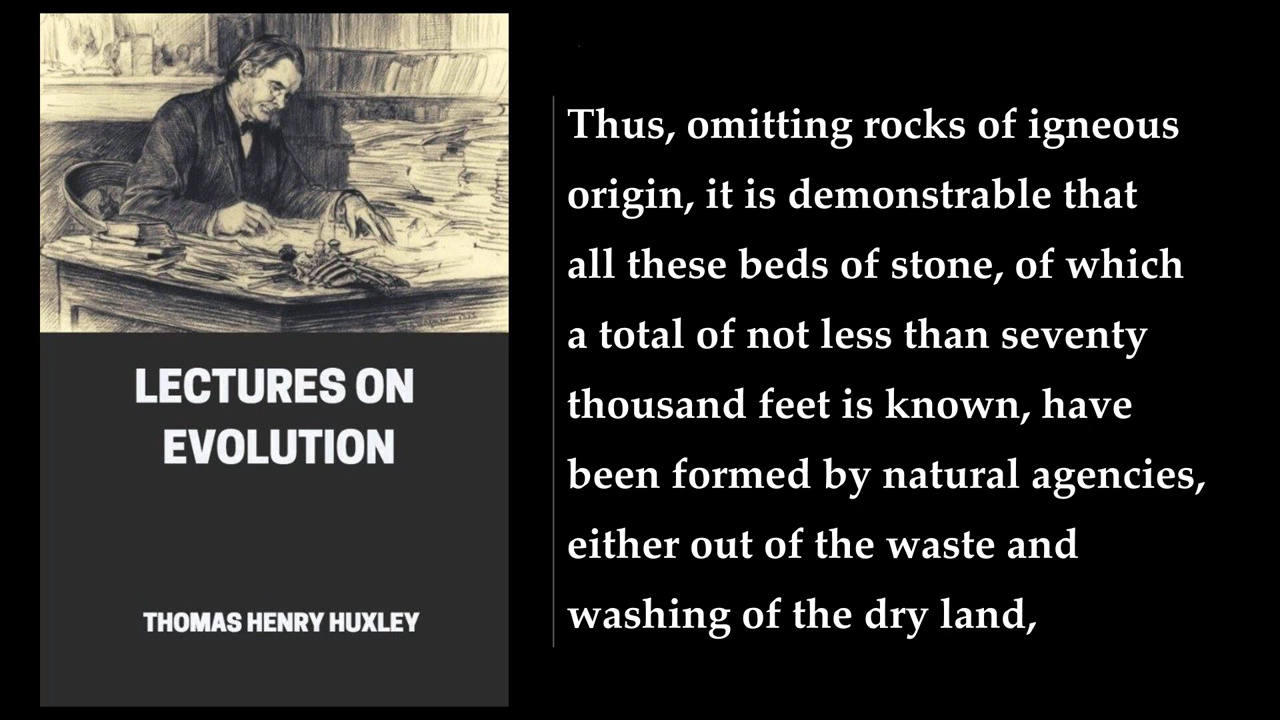 LECTURES ON
EVOLUTION
THOMAS HENRY HUXLEY
Thus, omitting rocks of igneous
origin, it is demonstrable that
all these beds of stone, of which
a total of not less than seventy
thousand feet is known, have
been formed by natural agencies,
either out of the waste and
washing of the dry land,